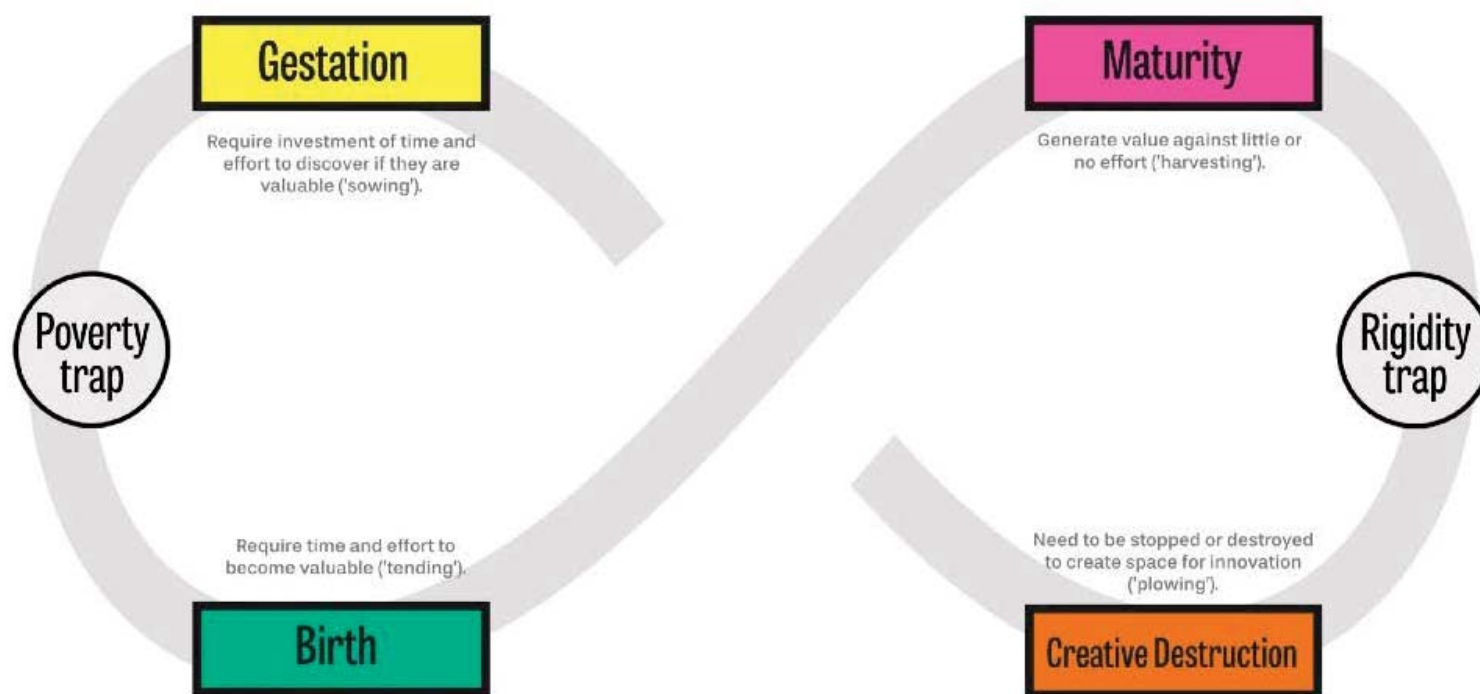 Gestation
Require investment of time and
effort to discover if they are
valuable ('sowing').
Maturity
Generate value against little or
no effort ('harvesting').
Poverty
trap
Rigidity
trap
Require time and effort to
become valuable ('tending').
Birth
Need to be stopped or destroyed
to create space for innovation
('plowing').
Creative Destruction